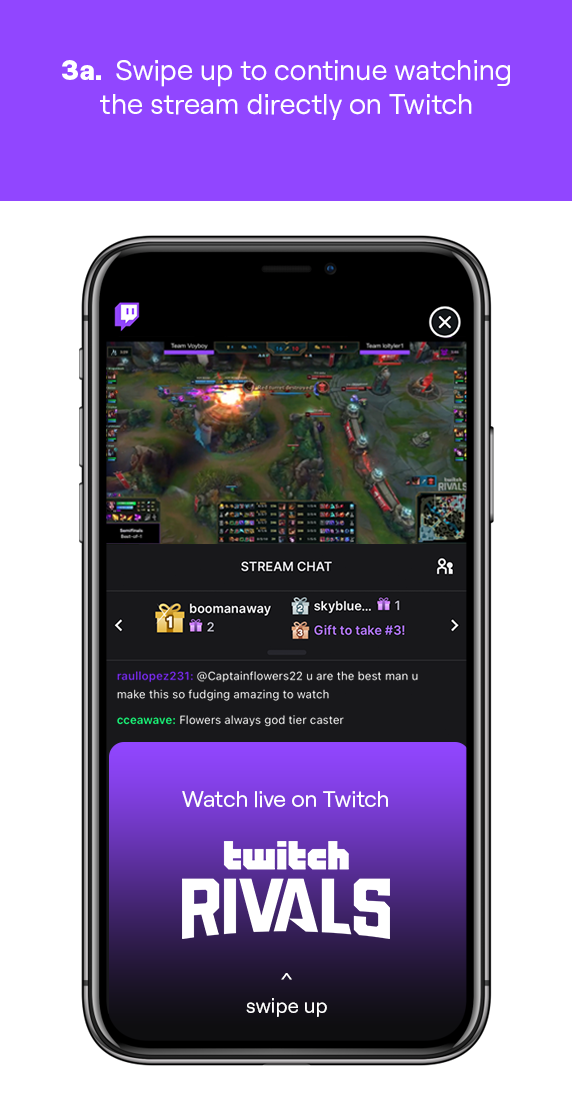 3a. Swipe up to continue watching
the stream directly on Twitch
Team Voyboy
Team loltyler1
twitch
RIVALS
Semifinals
STREAM CHAT
1 boomanaway
2
2 skyblue... 1
3 Gift to take #3!
raullopez231: @Captainflowers22 u are the best man u
make this so fudging amazing to watch
cceawave: Flowers always god tier caster
Watch live on Twitch
twitch
RIVALS
swipe up